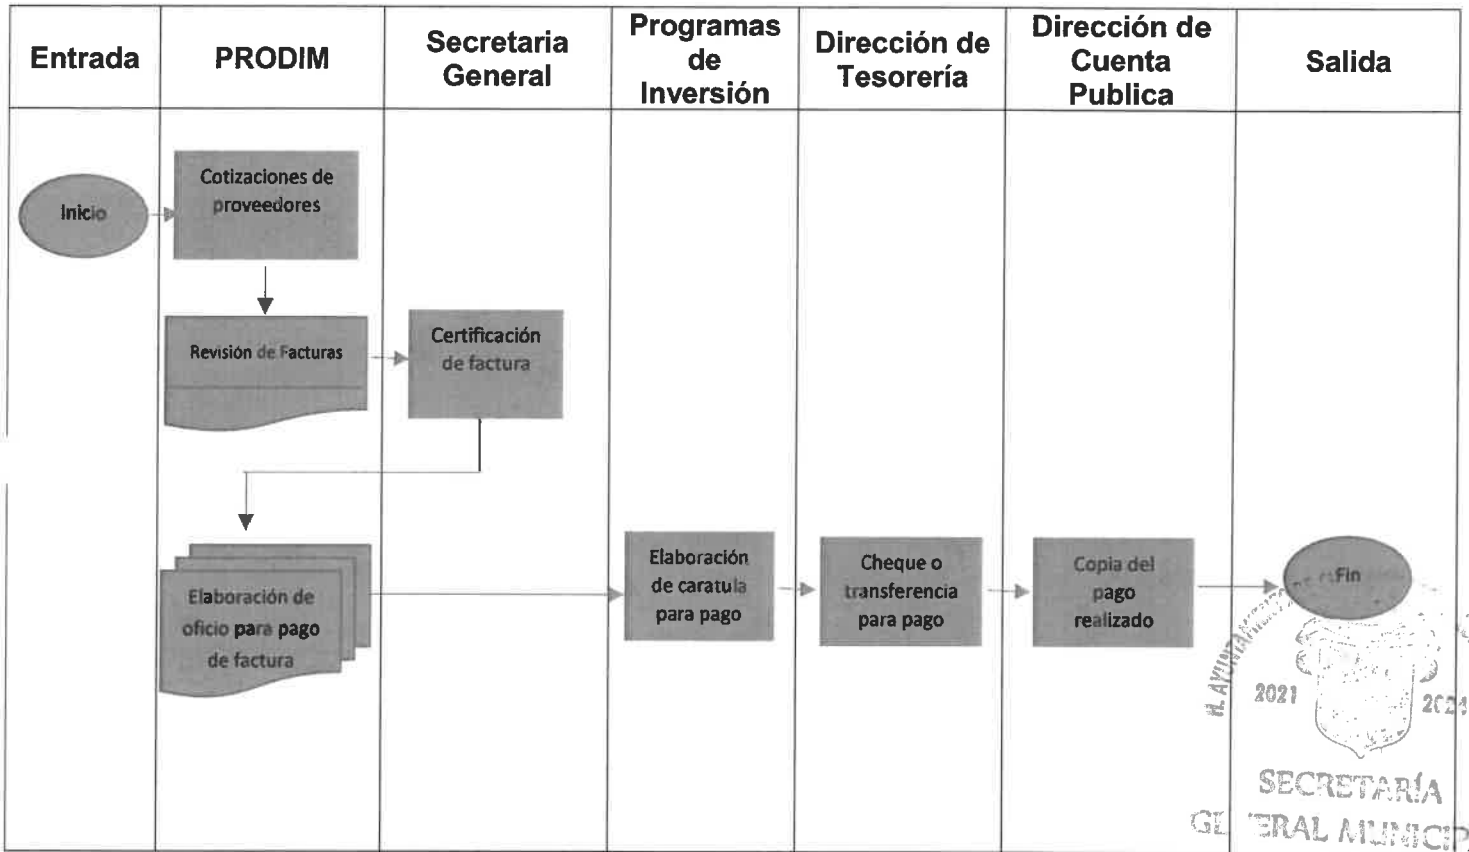 Entrada
PRODIM
Secretaria
General
Programas
de
Inversión
Dirección de
Tesorería
Dirección de
Cuenta
Publica
Salida
Inicio
Cotizaciones de
proveedores
Revisión de Facturas
Certificación
de factura
Elaboración de
oficio para pago
de factura
Elaboración
de caratula
para pago
Cheque o
transferencia
para pago
Copia del
pago
realizado
Fin
H. AYUNTAMIENTO
2021
2024
SECRETARÍA